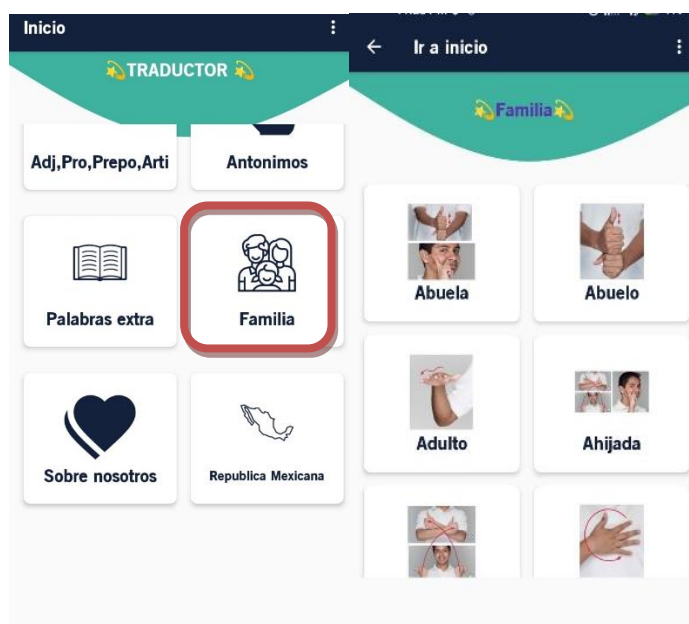 Inicio
💫TRADUCTOR💫
Adj,Pro,Prepo,Arti
Antonimos
Palabras extra
Familia
Sobre nosotros
Republica Mexicana
Ir a inicio
💫Familia💫
Abuela
Abuelo
Adulto
Ahijada